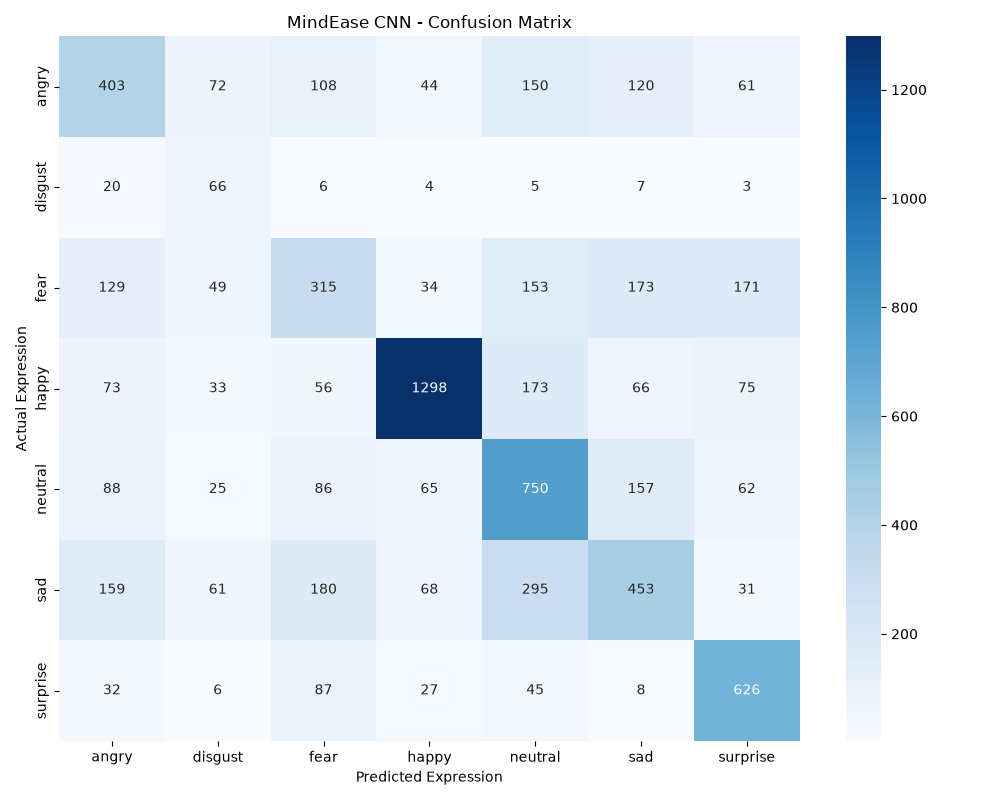 MindEase CNN - Confusion Matrix
angry 403 72 108 44 150 120 61
disgust 20 66 6 4 5 7 3
fear 129 49 315 34 153 173 171
happy 73 33 56 1298 173 66 75
neutral 88 25 86 65 750 157 62
sad 159 61 180 68 295 453 31
surprise 32 6 87 27 45 8 626
angry disgust fear happy neutral sad surprise
Predicted Expression
Actual Expression
1200
1000
800
600
400
200